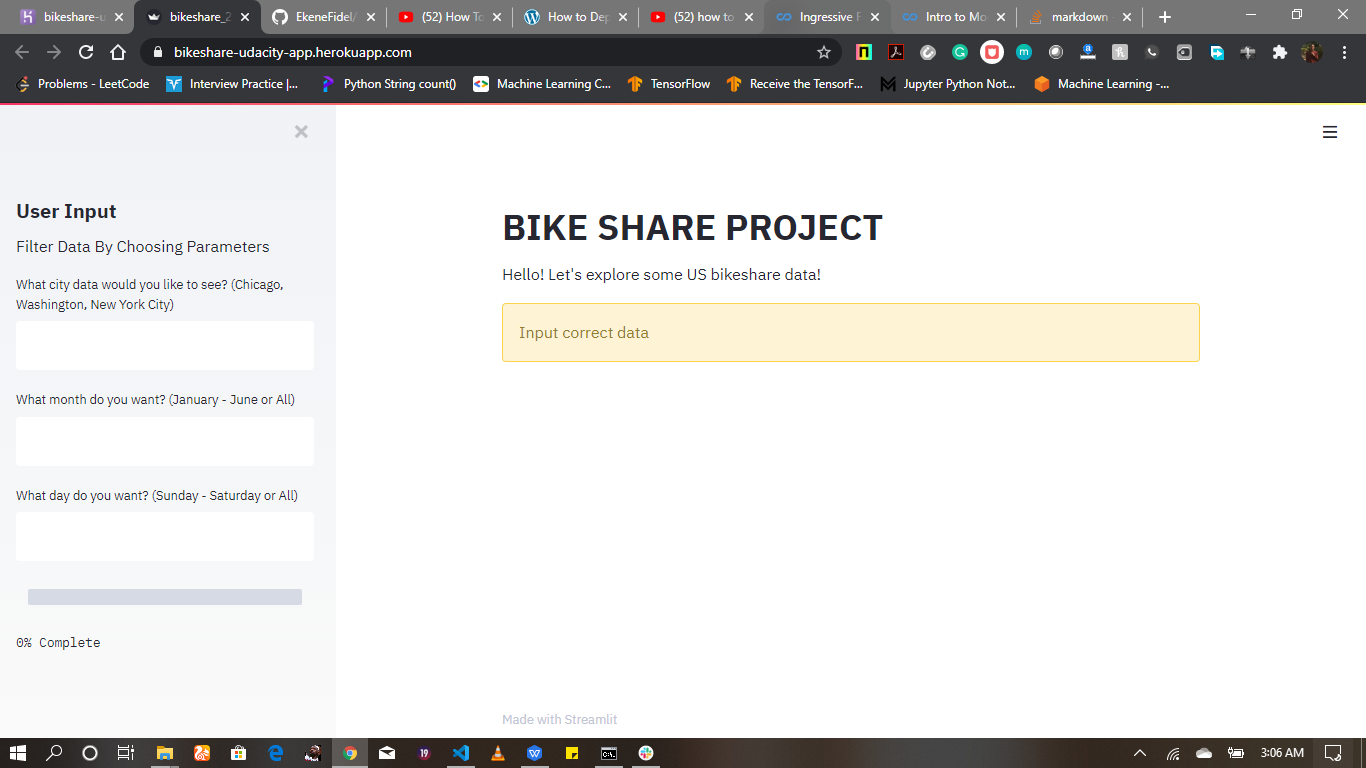 bikeshare-u
bikeshare_2
EkeneFidel/
(52) How To
How to Dep
(52) how to
Ingressive F
Intro to Mo
markdown
bikeshare-udacity-app.herokuapp.com
Problems - LeetCode
Interview Practice |...
Python String count()
Machine Learning C...
TensorFlow
Receive the TensorF...
Jupyter Python Not...
Machine Learning -...
User Input
Filter Data By Choosing Parameters
What city data would you like to see? (Chicago,
Washington, New York City)
What month do you want? (January - June or All)
What day do you want? (Sunday - Saturday or All)
0% Complete
BIKE SHARE PROJECT
Hello! Let's explore some US bikeshare data!
Input correct data
Made with Streamlit
19
3:06 AM